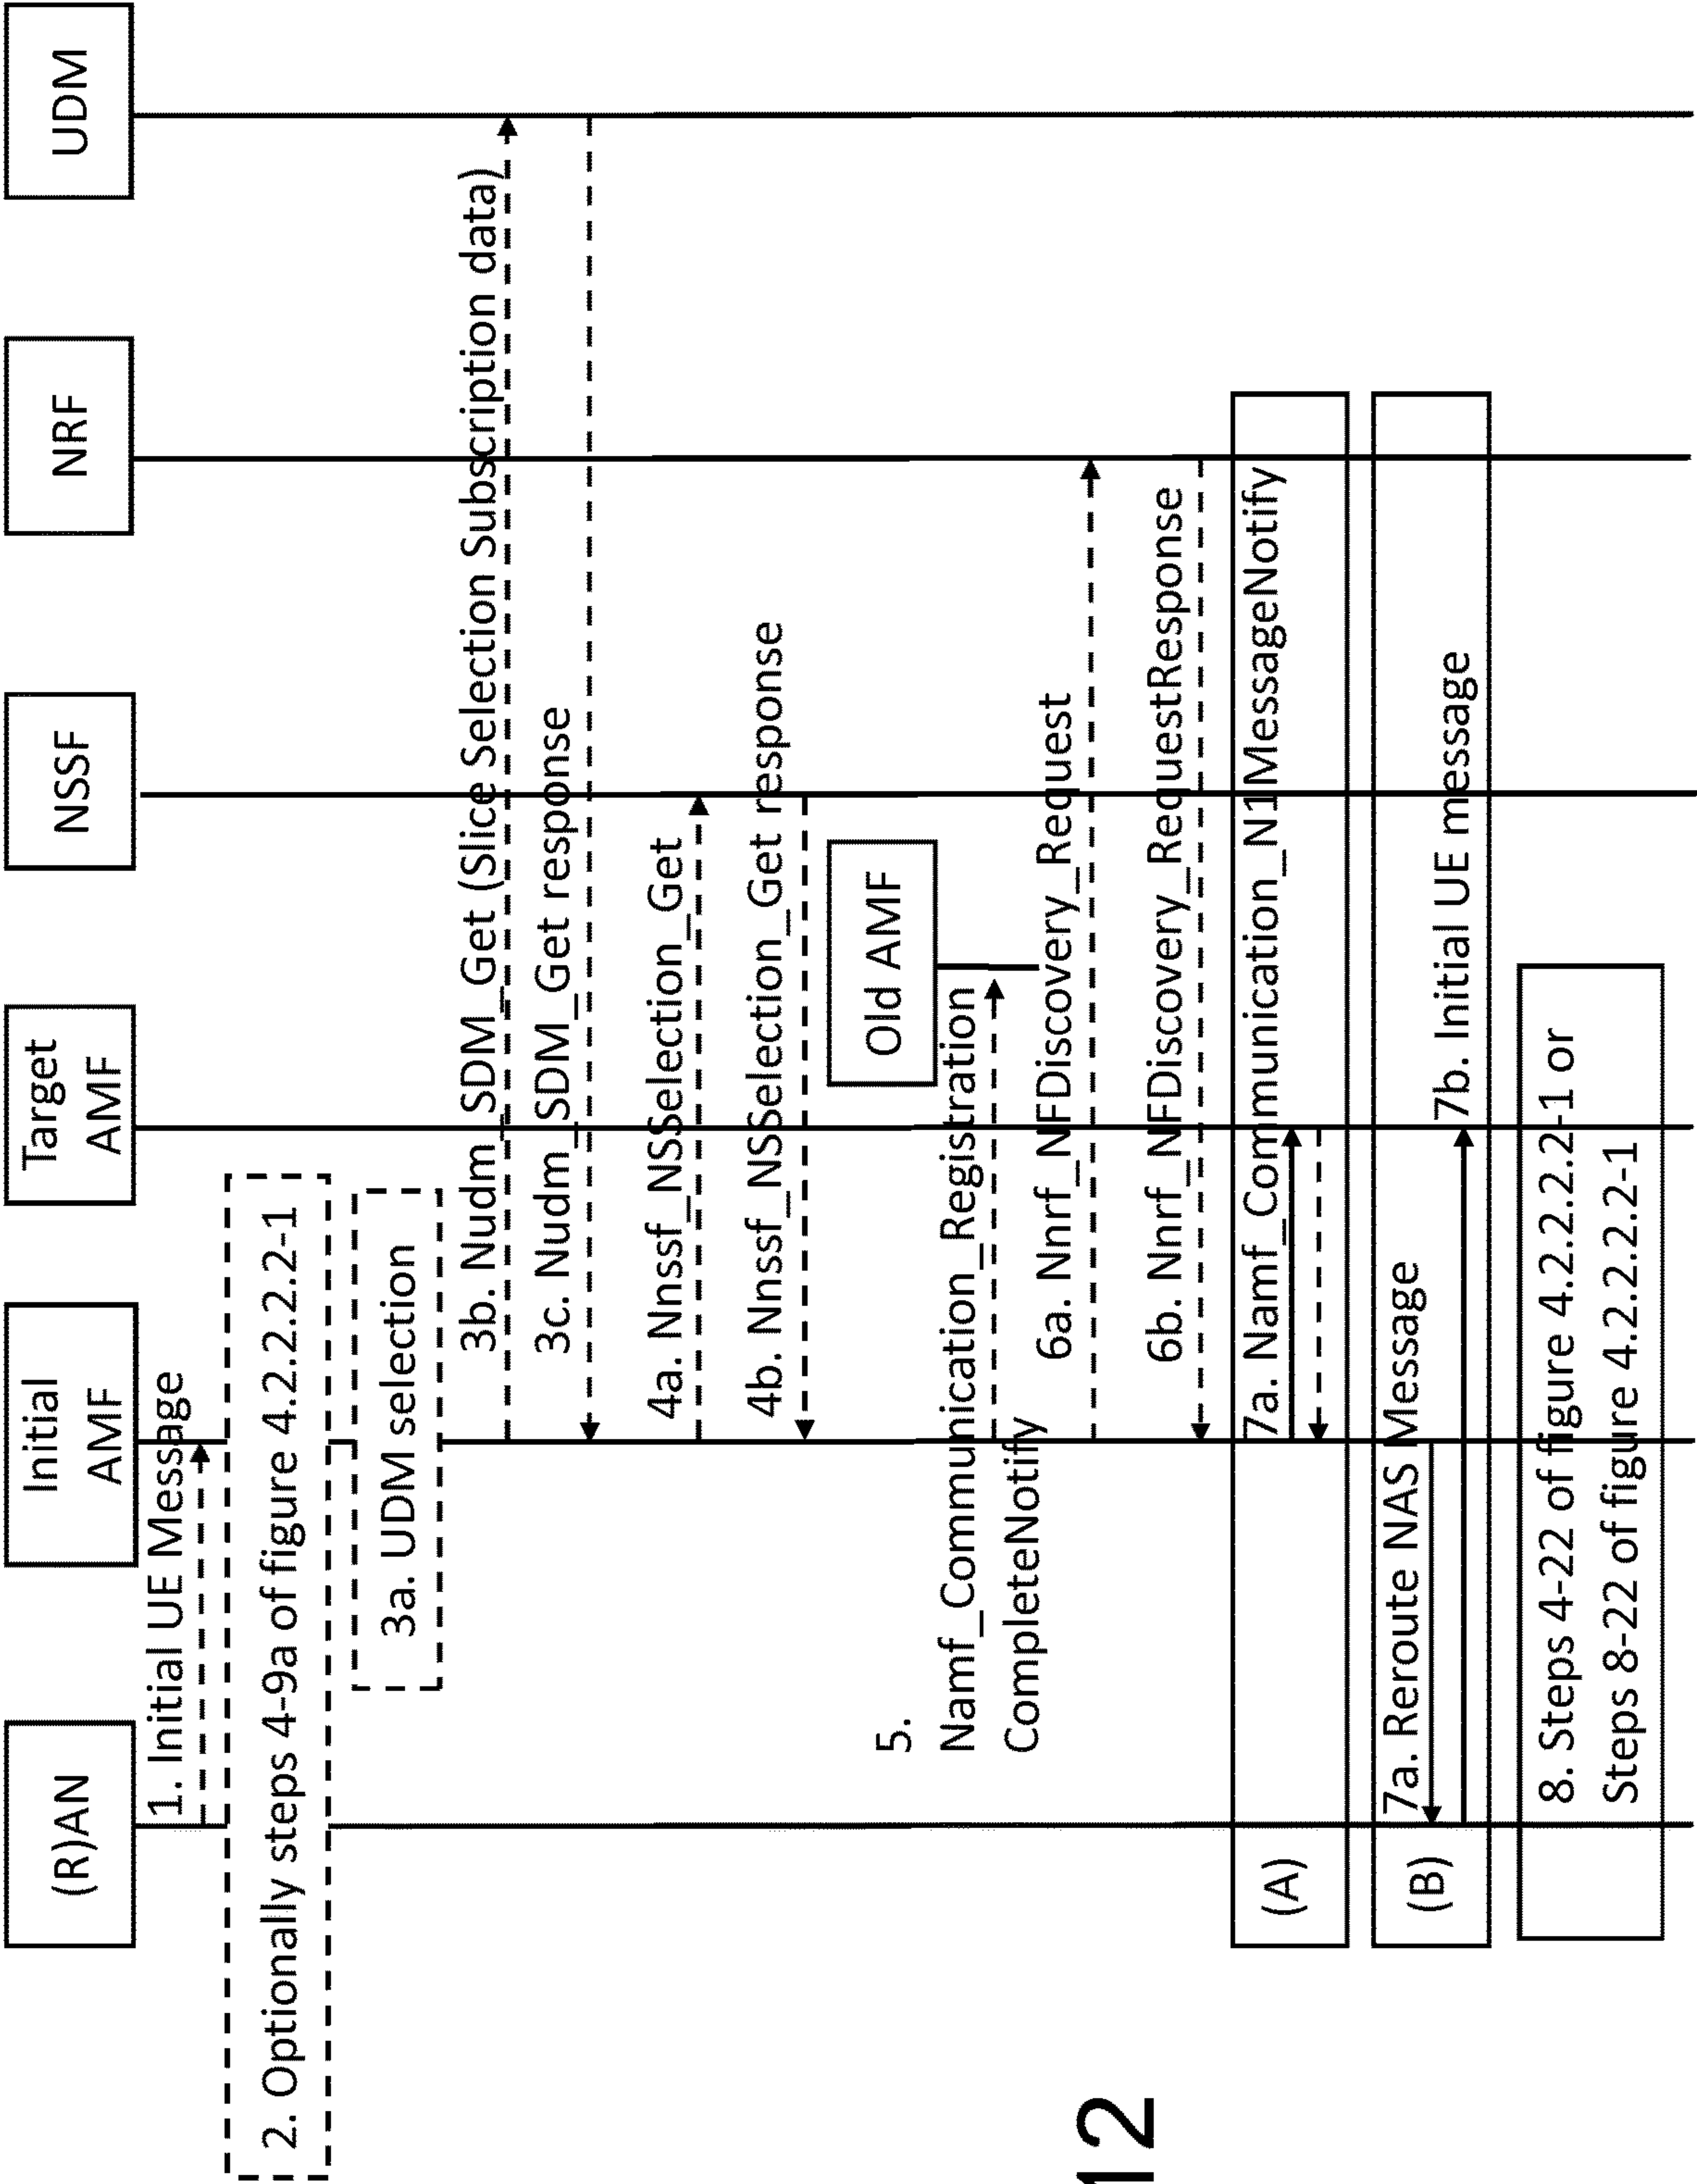 (R)AN
Initial
AMF
Target
AMF
NSSF
NRF
UDM
1. Initial UE Message
2. Optionally steps 4-9a of figure 4.2.2.2.2-1
3a. UDM selection
3b. Nudm_SDM_Get (Slice Selection Subscription data)
3c. Nudm_SDM_Get response
4a. Nnssf_NSSelection_Get
4b. Nnssf_NSSelection_Get response
Old AMF
5.
Namf_Communication_Registration
CompleteNotify
6a. Nnrf_NFDiscovery_Request
6b. Nnrf_NFDiscovery_RequestResponse
(A)
7a. Namf_Communication_N1MessageNotify
(B)
7a. Reroute NAS Message
7b. Initial UE message
8. Steps 4-22 of figure 4.2.2.2.2-1 or
Steps 8-22 of figure 4.2.2.2.2-1
12